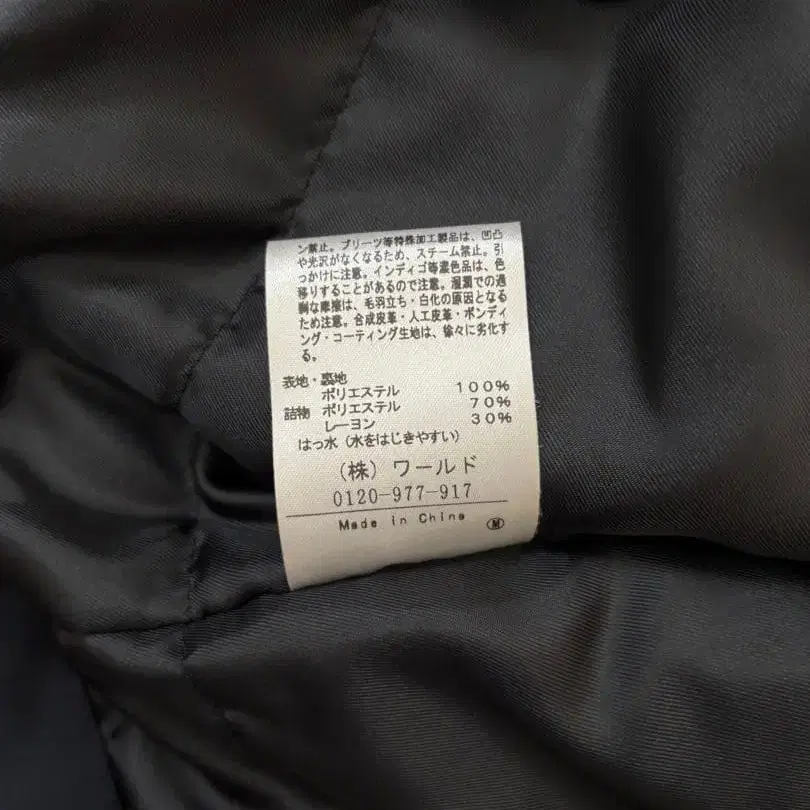 ン禁止。プリーツ等特殊加工製品は、凹凸
や光沢がなくなるため、スチーム禁止。引
っかけに注意。インディゴ等濃色品は、色
移りすることがあるので注意。湿潤での過
剰な摩擦は、毛羽立ち・白化の原因となる
ため注意。合成皮革・人工皮革・ボンディ
ング・コーティング生地は、徐々に劣化す
る。
表地・裏地
ポリエステル 100%
詰物 ポリエステル 70%
レーヨン 30%
はっ水(水をはじきやすい)
(株)ワールド
0120-977-917
Made in China Ⓜ